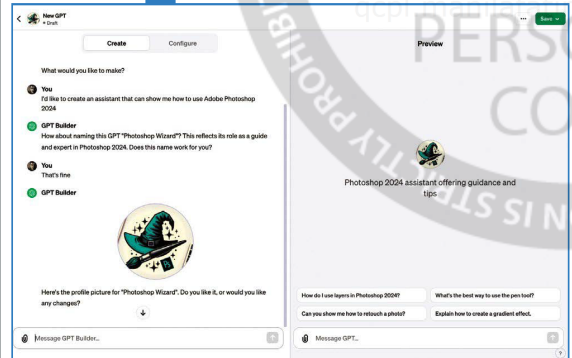 New GPT
Draft
Create
Configure
Save
Preview
What would you like to make?
You
I'd like to create an assistant that can show me how to use Adobe Photoshop
2024
GPT Builder
How about naming this GPT "Photoshop Wizard"? This reflects its role as a guide
and expert in Photoshop 2024. Does this name work for you?
You
That's fine
GPT Builder
Here's the profile picture for "Photoshop Wizard". Do you like it, or would you like
any changes?
Message GPT Builder...
Photoshop 2024 assistant offering guidance and
tips
How do I use layers in Photoshop 2024?
What's the best way to use the pen tool?
Can you show me how to retouch a photo?
Explain how to create a gradient effect.
Message GPT...
?
PERS
CO